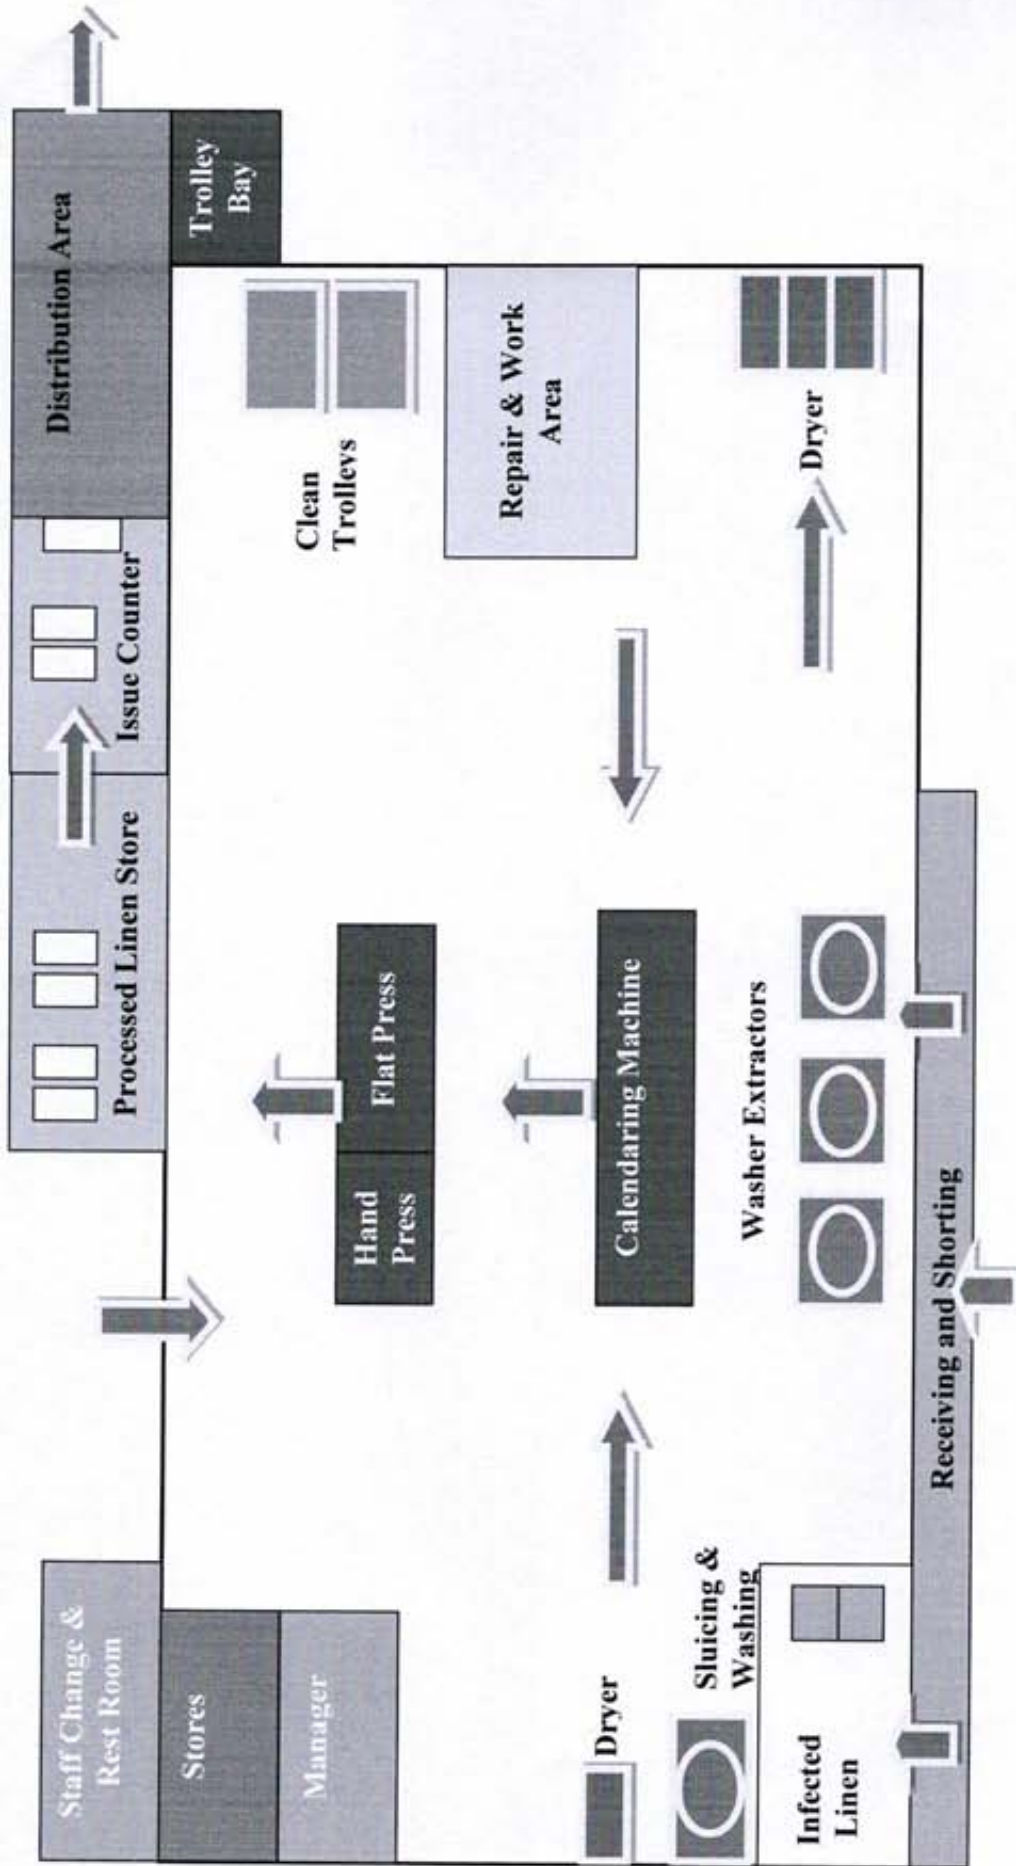 Staff Change &
Rest Room
Stores
Manager
Processed Linen Store
Issue Counter
Distribution Area
Trolley
Bay
Clean
Trolleys
Hand
Press
Flat Press
Repair & Work
Area
Calendaring Machine
Dryer
Sluicing &
Washing
Washer Extractors
Dryer
Infected
Linen
Receiving and Shorting